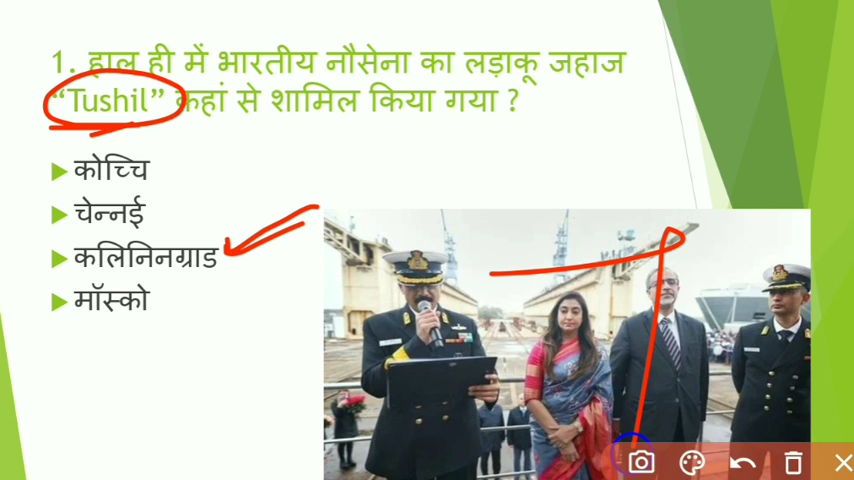 1. हाल ही में भारतीय नौसेना का लड़ाकू जहाज
“Tushil” कहां से शामिल किया गया ?
कोच्चि
चेन्नई
कलिनिनग्राड
मॉस्को